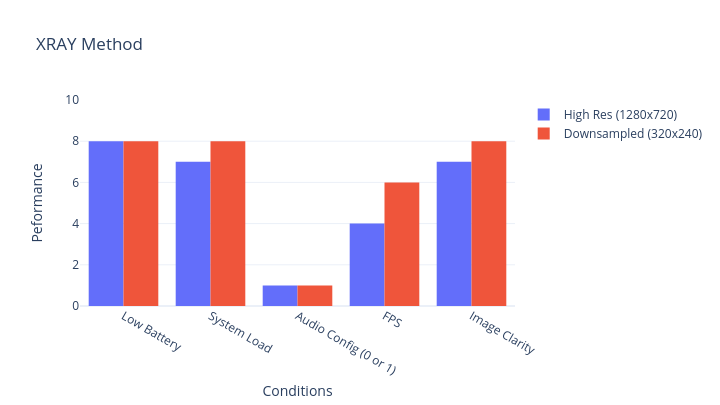 XRAY Method
High Res (1280x720)
Downsampled (320x240)
Peformance
10
8
6
4
2
0
Low Battery
System Load
Audio Config (0 or 1)
FPS
Image Clarity
Conditions